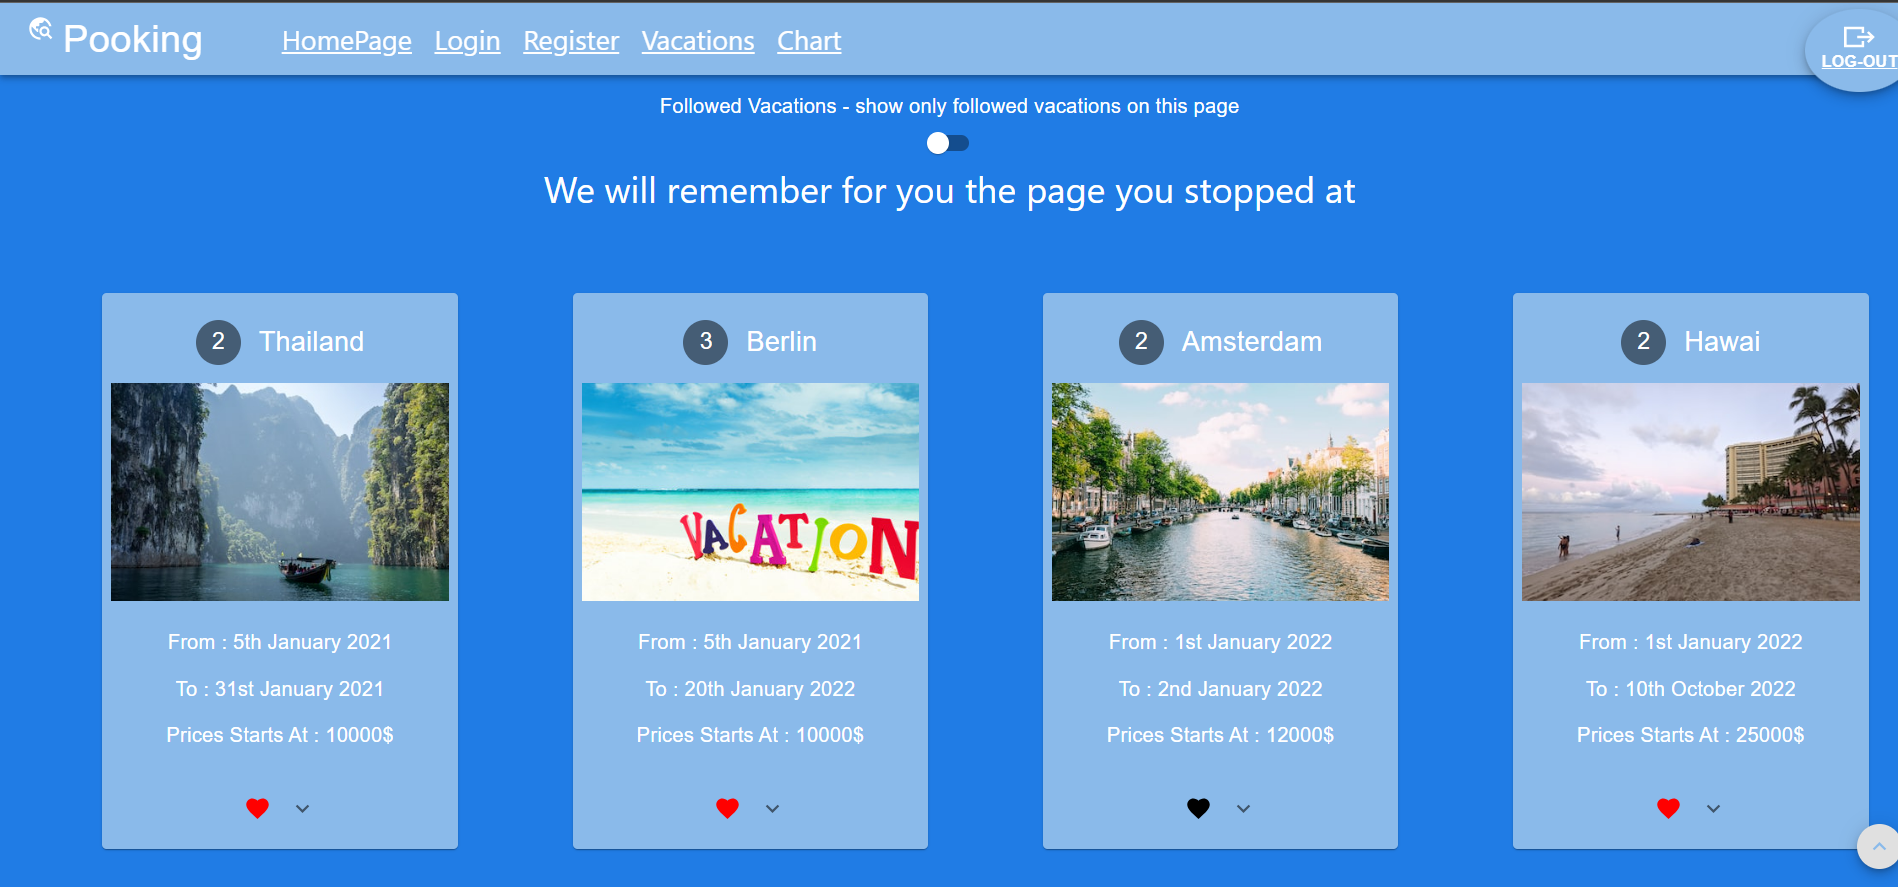 Pooking
HomePage Login Register Vacations Chart
LOG-OUT
Followed Vacations - show only followed vacations on this page
We will remember for you the page you stopped at
2 Thailand
From : 5th January 2021
To : 31st January 2021
Prices Starts At : 10000$
3 Berlin
VACATION
From : 5th January 2021
To : 20th January 2022
Prices Starts At : 10000$
2 Amsterdam
From : 1st January 2022
To : 2nd January 2022
Prices Starts At : 12000$
2 Hawai
From : 1st January 2022
To : 10th October 2022
Prices Starts At : 25000$